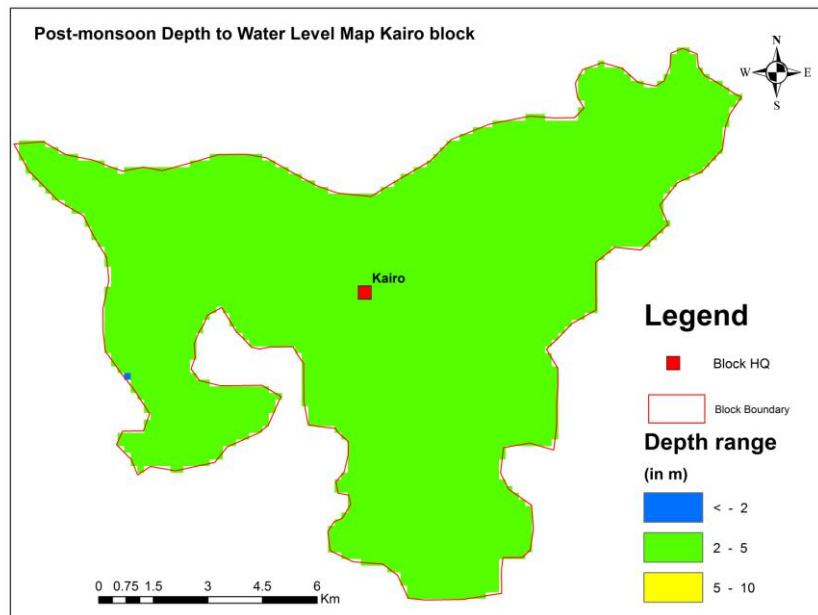 Post-monsoon Depth to Water Level Map Kairo block
N
W E
S
Kairo
Legend
Block HQ
Block Boundary
Depth range
(in m)
< - 2
2 - 5
5 - 10
0 0.75 1.5 3 4.5 6
Km